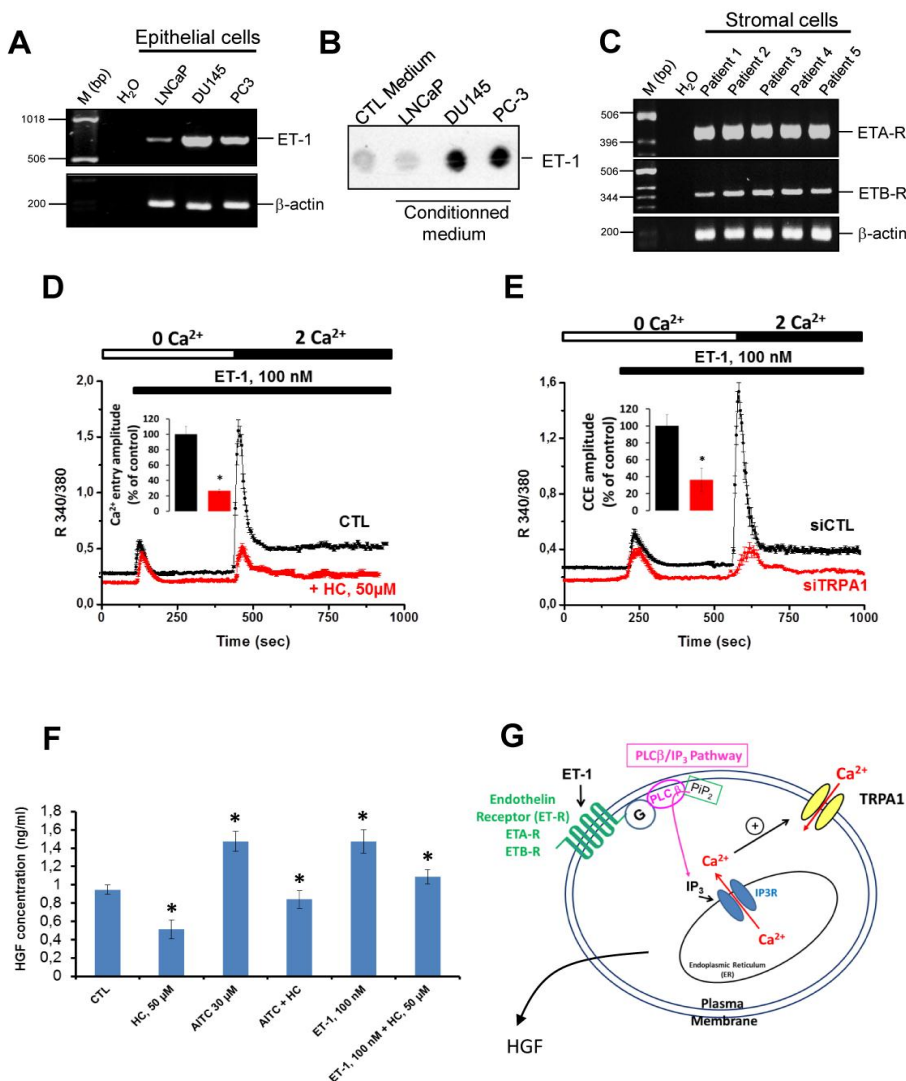 A
Epithelial cells
M (bp)
H2O
LNCaP
DU145
PC3
1018
506
ET-1
200
β-actin
B
CTL Medium
LNCaP
DU145
PC-3
ET-1
Conditionned
medium
C
Stromal cells
M (bp)
H2O
Patient 1
Patient 2
Patient 3
Patient 4
Patient 5
506
396
ETA-R
506
344
ETB-R
200
β-actin
D
0 Ca²⁺
2 Ca²⁺
ET-1, 100 nM
R 340/380
2,0
1,5
1,0
0,5
0,0
Ca²⁺ entry amplitude
(% of control)
120
100
80
60
40
20
0
*
CTL
+ HC, 50µM
0
250
500
750
1000
Time (sec)
E
0 Ca²⁺
2 Ca²⁺
ET-1, 100 nM
R 340/380
1,6
1,2
0,8
0,4
0,0
CCE amplitude
(% of control)
120
100
80
60
40
20
0
*
siCTL
siTRPA1
0
250
500
750
1000
Time (sec)
F
HGF concentration (ng/ml)
1,8
1,6
1,4
1,2
1
0,8
0,6
0,4
0,2
0
*
*
*
*
*
CTL
HC, 50 µM
AITC 30 µM
AITC + HC
ET-1, 100 nM
ET-1, 100 nM + HC, 50 µM
G
PLCβ/IP3 Pathway
ET-1
Endothelin
Receptor (ET-R)
ETA-R
ETB-R
G
PLC β
PiP2
Ca²⁺
TRPA1
+
Ca²⁺
IP3
IP3R
Ca²⁺
Endoplasmic Reticulum
(ER)
Plasma
Membrane
HGF